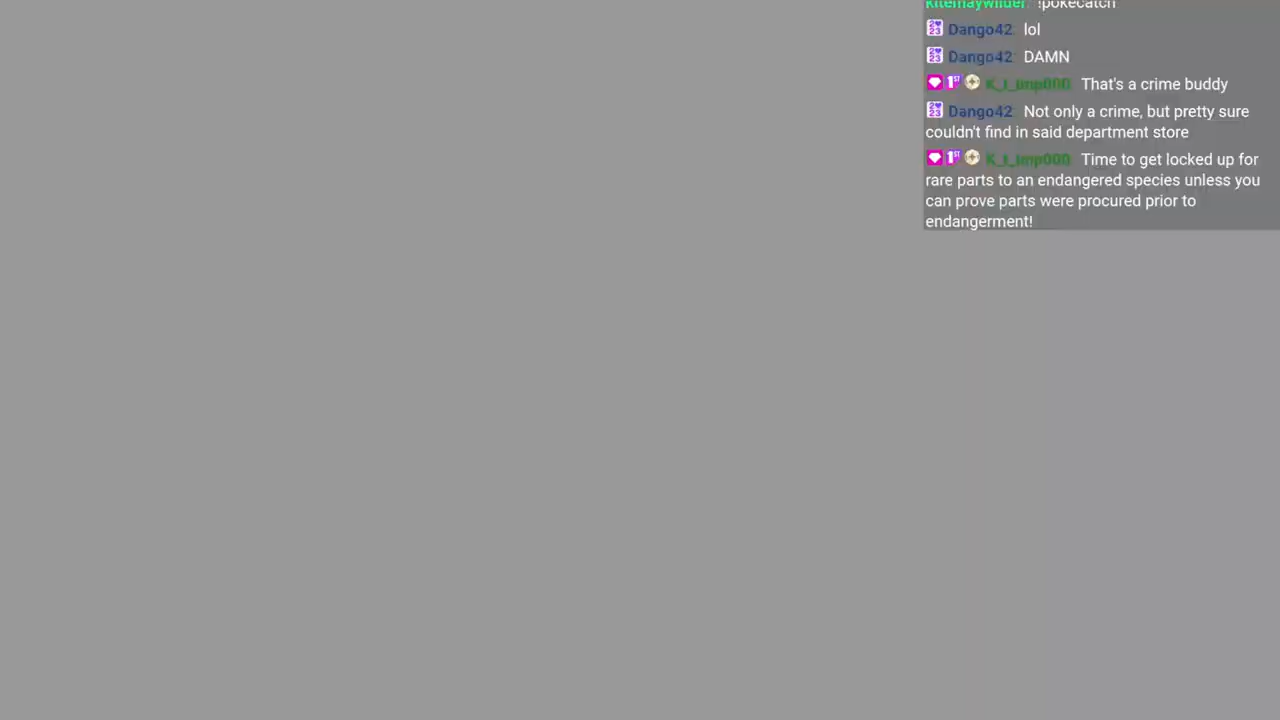 kitemaywilder: !pokecatch
Dango42: lol
Dango42: DAMN
That's a crime buddy
Dango42: Not only a crime, but pretty sure
couldn't find in said department store
Time to get locked up for
rare parts to an endangered species unless you
can prove parts were procured prior to
endangerment!